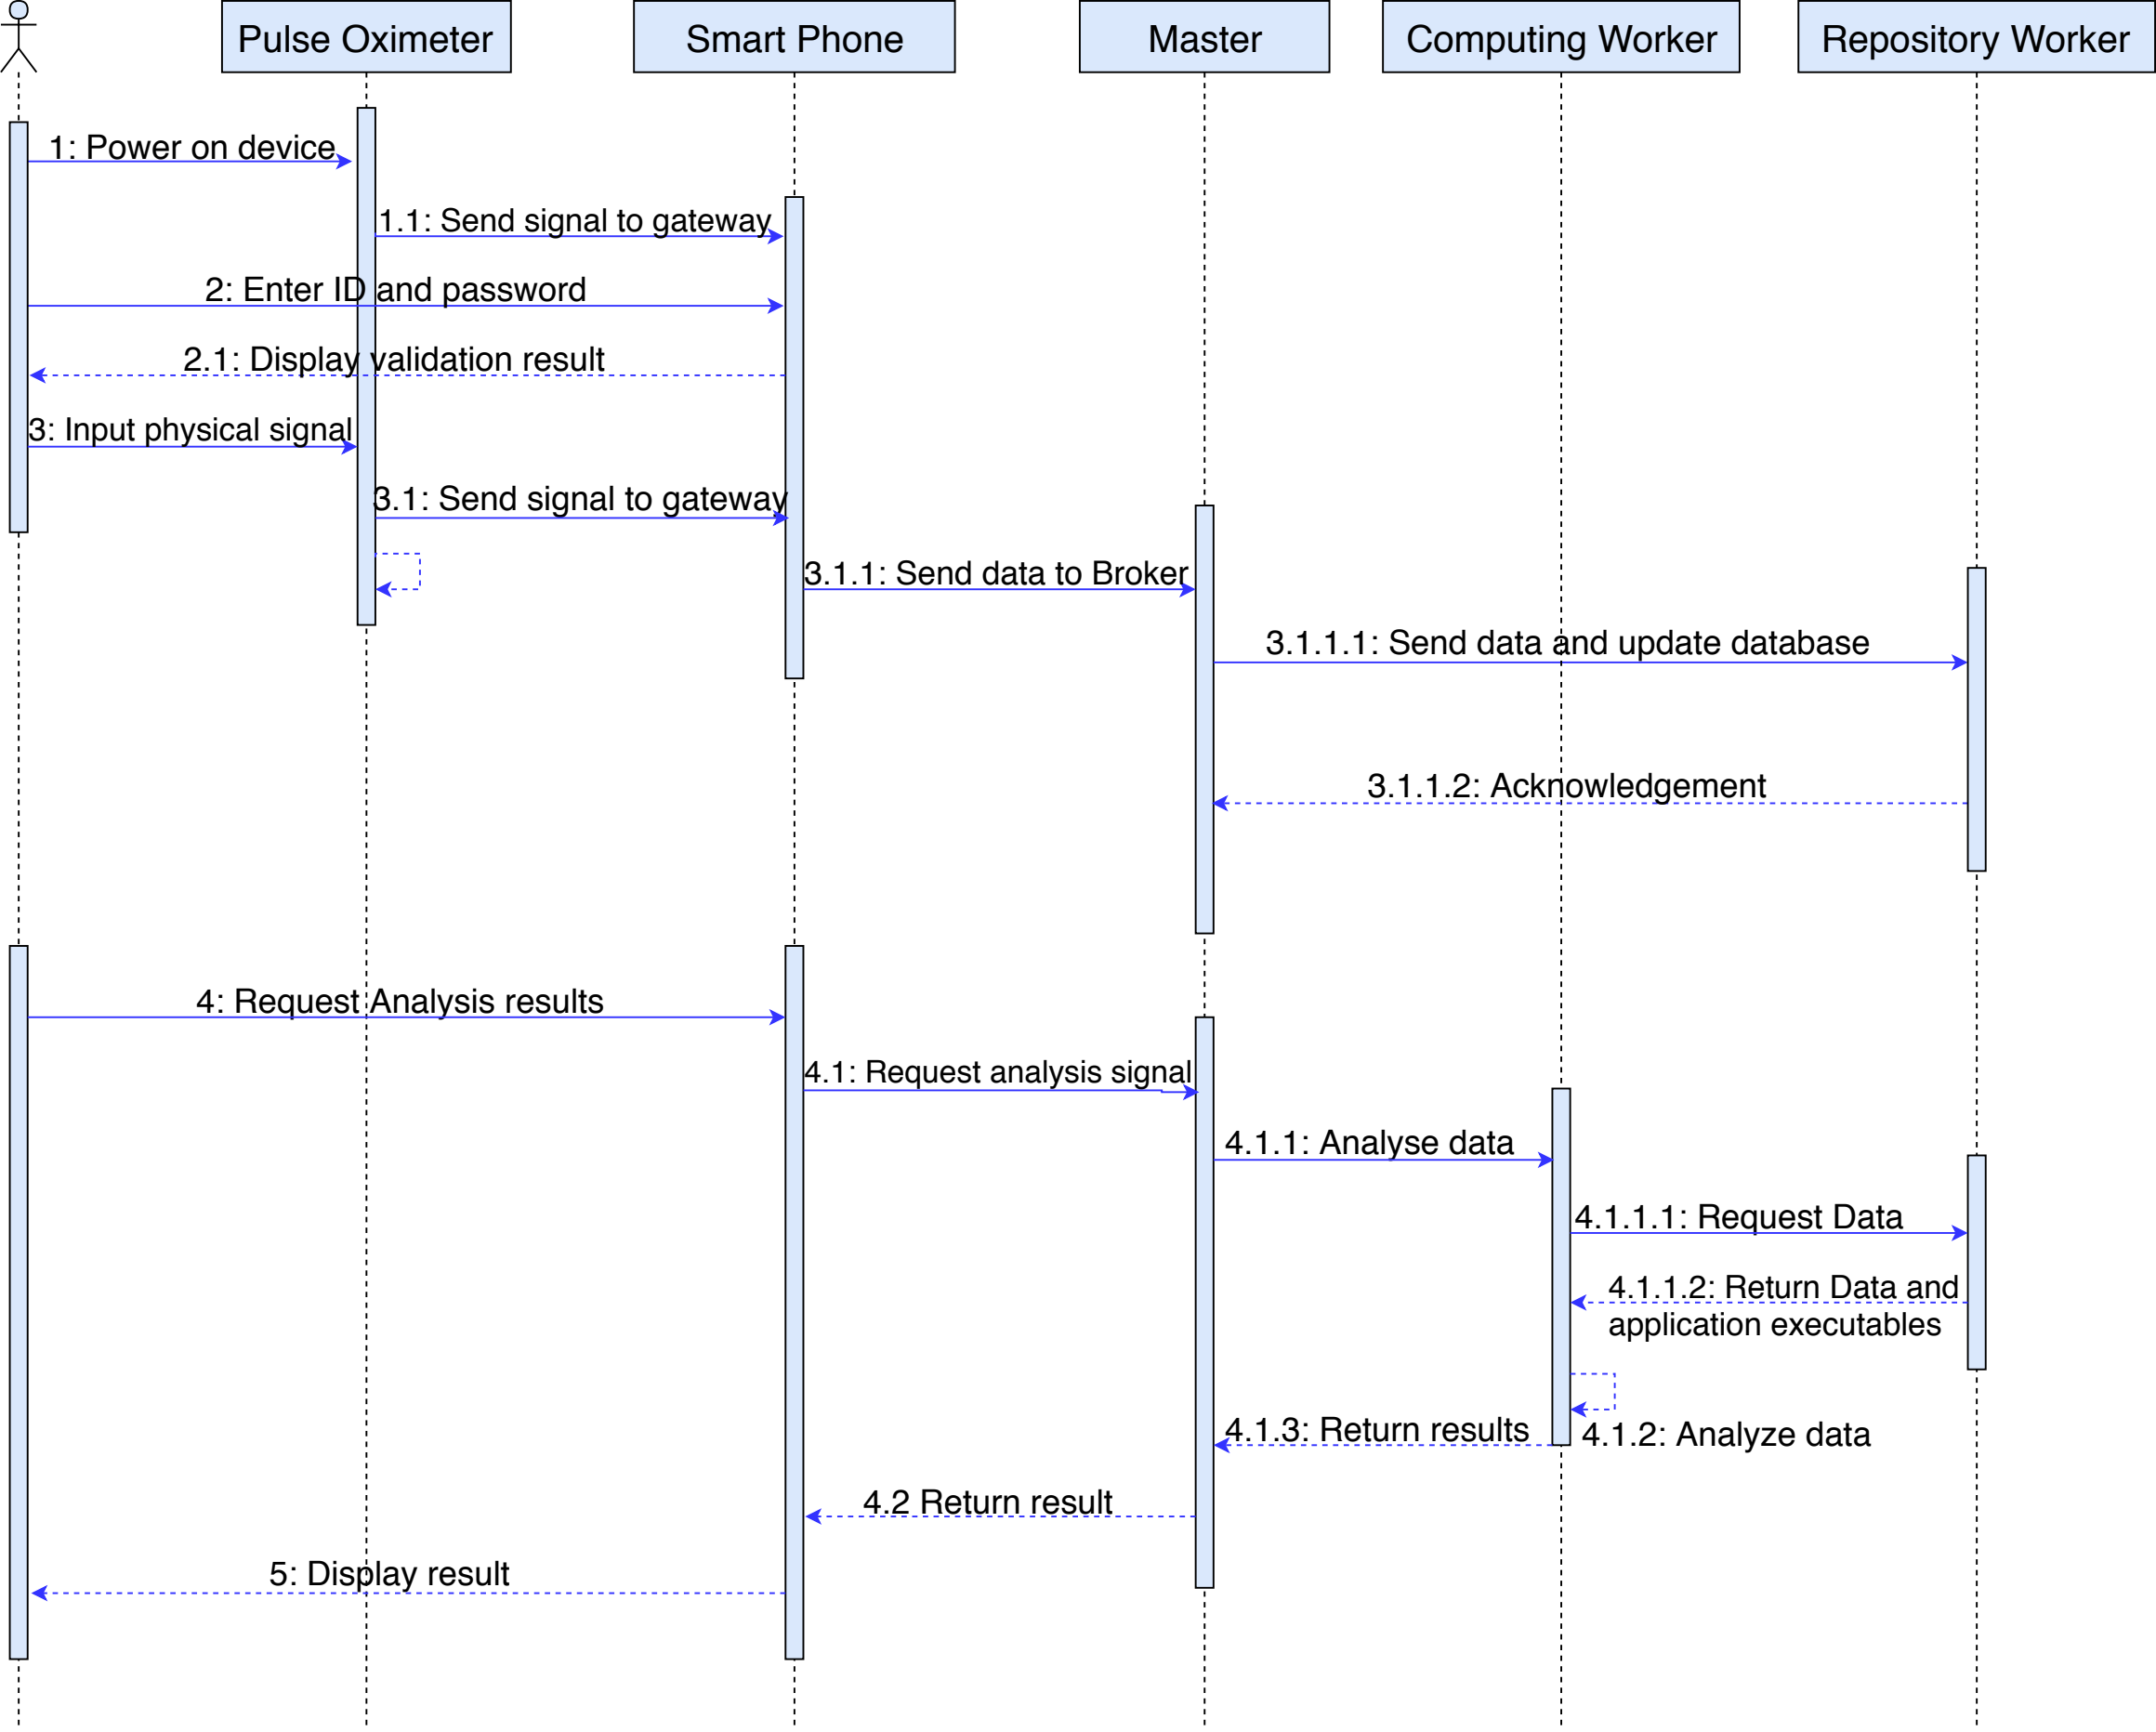 Pulse Oximeter
Smart Phone
Master
Computing Worker
Repository Worker
1: Power on device
1.1: Send signal to gateway
2: Enter ID and password
2.1: Display validation result
3: Input physical signal
3.1: Send signal to gateway
3.1.1: Send data to Broker
3.1.1.1: Send data and update database
3.1.1.2: Acknowledgement
4: Request Analysis results
4.1: Request analysis signal
4.1.1: Analyse data
4.1.1.1: Request Data
4.1.1.2: Return Data and
application executables
4.1.3: Return results
4.1.2: Analyze data
4.2 Return result
5: Display result